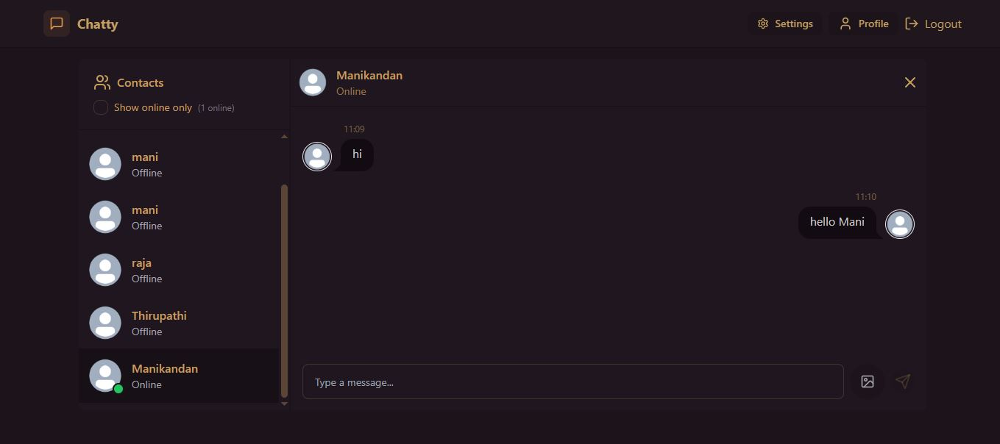 Chatty
Settings
Profile
Logout
Contacts
Show online only (1 online)
mani
Offline
mani
Offline
raja
Offline
Thirupathi
Offline
Manikandan
Online
Manikandan
Online
11:09
hi
11:10
hello Mani
Type a message...